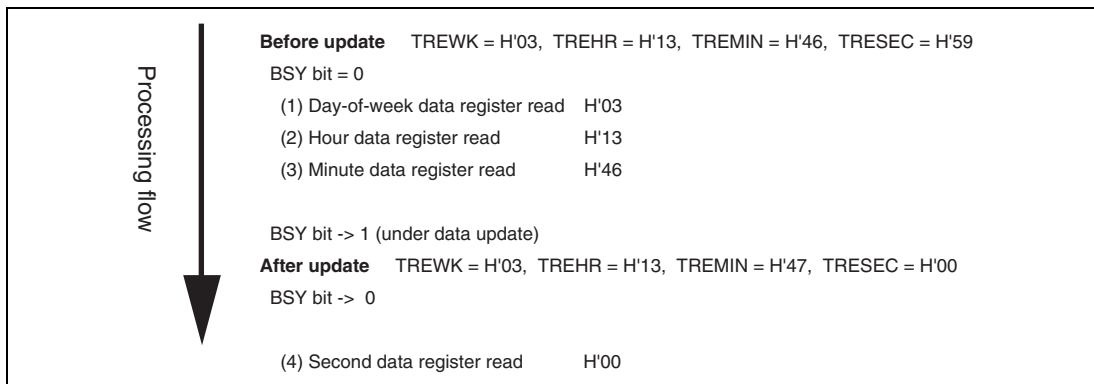 Processing flow
Before update TREWK = H'03, TREHR = H'13, TREMIN = H'46, TRESEC = H'59
BSY bit = 0
(1) Day-of-week data register read H'03
(2) Hour data register read H'13
(3) Minute data register read H'46
BSY bit -> 1 (under data update)
After update TREWK = H'03, TREHR = H'13, TREMIN = H'47, TRESEC = H'00
BSY bit -> 0
(4) Second data register read H'00